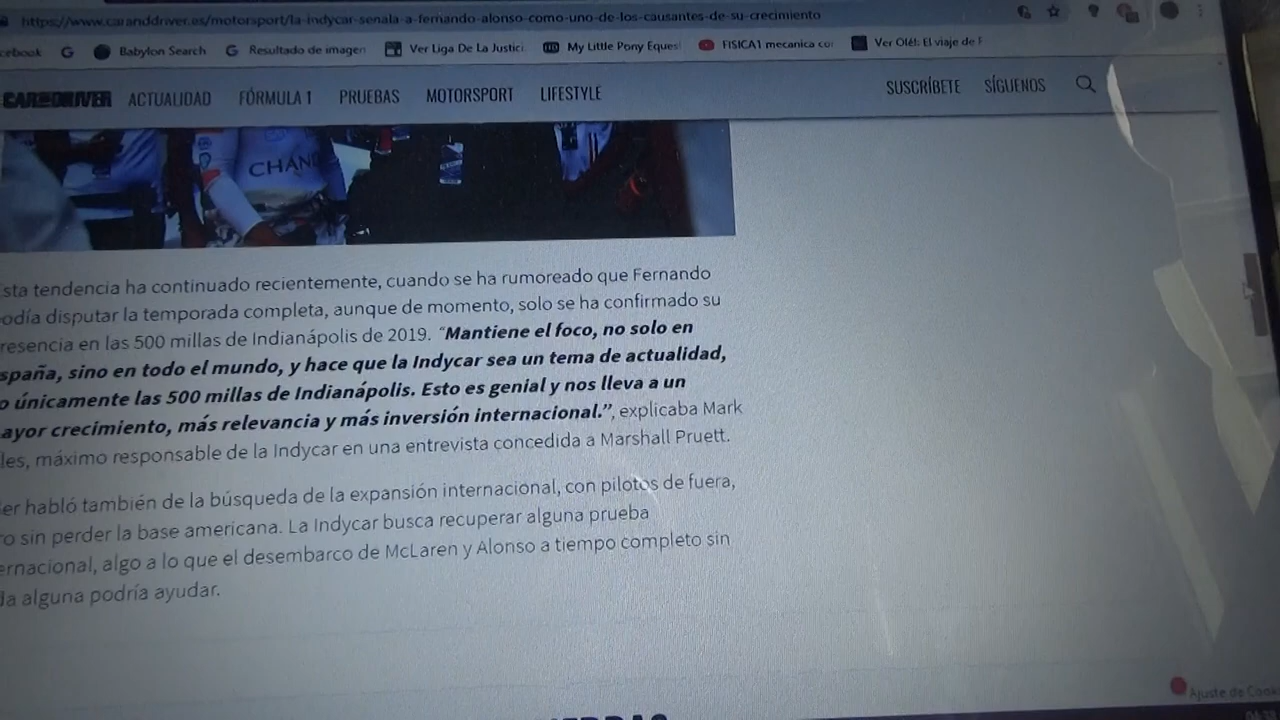 https://www.caranddriver.es/motorsport/la-indycar-senala-a-fernando-alonso-como-uno-de-los-causantes-de-su-crecimiento
cebook G Babylon Search G Resultado de imagen Ver Liga De La Justici My Little Pony Eques FISICA1 mecanica co Ver Olé!: El viaje de F
CAR AND DRIVER ACTUALIDAD FÓRMULA 1 PRUEBAS MOTORSPORT LIFESTYLE SUSCRÍBETE SÍGUENOS
CHAN
sta tendencia ha continuado recientemente, cuando se ha rumoreado que Fernando
odía disputar la temporada completa, aunque de momento, solo se ha confirmado su
resencia en las 500 millas de Indianápolis de 2019. “Mantiene el foco, no solo en
spaña, sino en todo el mundo, y hace que la Indycar sea un tema de actualidad,
o únicamente las 500 millas de Indianápolis. Esto es genial y nos lleva a un
ayor crecimiento, más relevancia y más inversión internacional.”, explicaba Mark
les, máximo responsable de la Indycar en una entrevista concedida a Marshall Pruett.
er habló también de la búsqueda de la expansión internacional, con pilotos de fuera,
ro sin perder la base americana. La Indycar busca recuperar alguna prueba
ernacional, algo a lo que el desembarco de McLaren y Alonso a tiempo completo sin
da alguna podría ayudar.
Ajuste de Cook